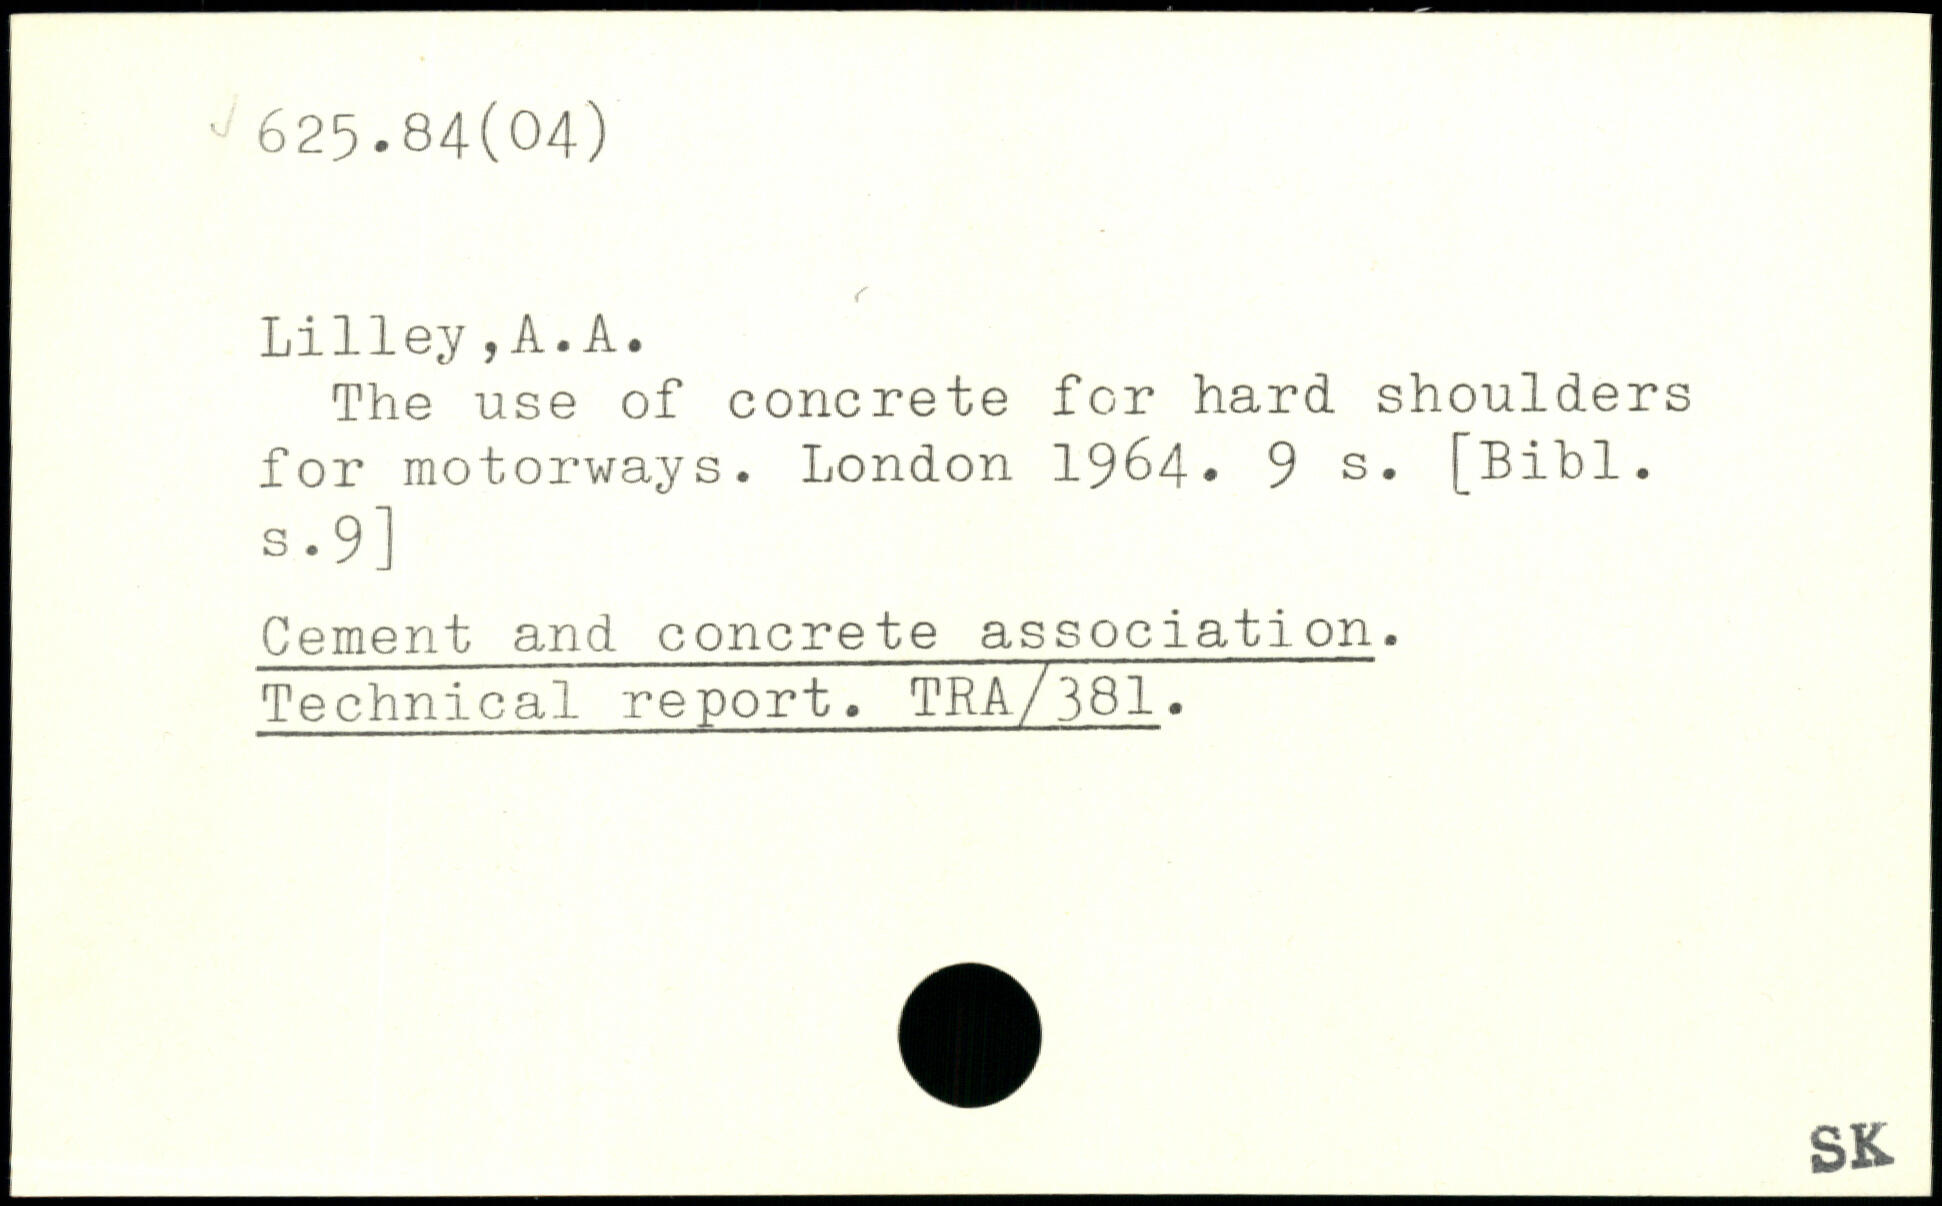 625.84(04)
Lilley,A.A.
The use of concrete for hard shoulders
for motorways. London 1964. 9 s. [Bibl.
s.9]
Cement and concrete association.
Technical report. TRA/381.
SK